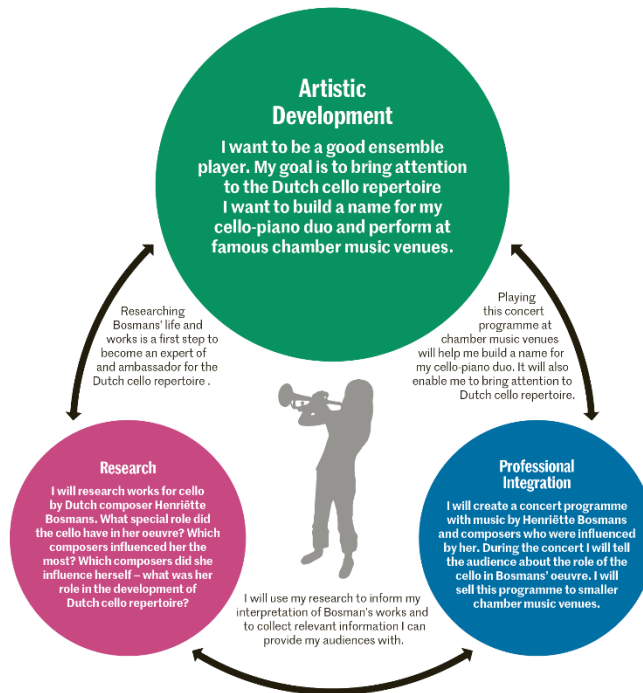 Artistic
Development
I want to be a good ensemble
player. My goal is to bring attention
to the Dutch cello repertoire
I want to build a name for my
cello-piano duo and perform at
famous chamber music venues.
Researching
Bosmans' life and
works is a first step to
become an expert of
and ambassador for the
Dutch cello repertoire .
Playing
this concert
programme at
chamber music venues
will help me build a name for
my cello-piano duo. It will also
enable me to bring attention to
Dutch cello repertoire.
Research
I will research works for cello
by Dutch composer Henriëtte
Bosmans. What special role did
the cello have in her oeuvre? Which
composers influenced her the
most? Which composers did she
influence herself – what was her
role in the development of
Dutch cello repertoire?
I will use my research to inform my
interpretation of Bosman's works and
to collect relevant information I can
provide my audiences with.
Professional
Integration
I will create a concert programme
with music by Henriëtte Bosmans
and composers who were influenced
by her. During the concert I will tell
the audience about the role of the
cello in Bosmans' oeuvre. I will
sell this programme to smaller
chamber music venues.